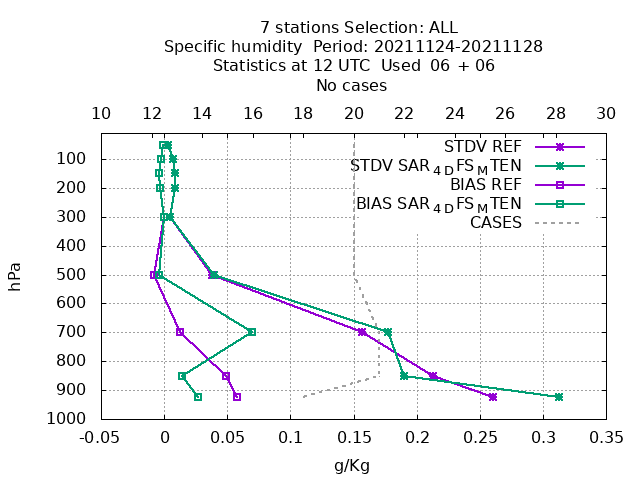 7 stations Selection: ALL
Specific humidity  Period: 20211124-20211128
Statistics at 12 UTC  Used  06 + 06
No cases
10 12 14 16 18 20 22 24 26 28 30
STDV REF
STDV SAR4DFSMTEN
BIAS REF
BIAS SAR4DFSMTEN
CASES
100
200
300
400
500
600
700
800
900
1000
hPa
-0.05 0 0.05 0.1 0.15 0.2 0.25 0.3 0.35
g/Kg